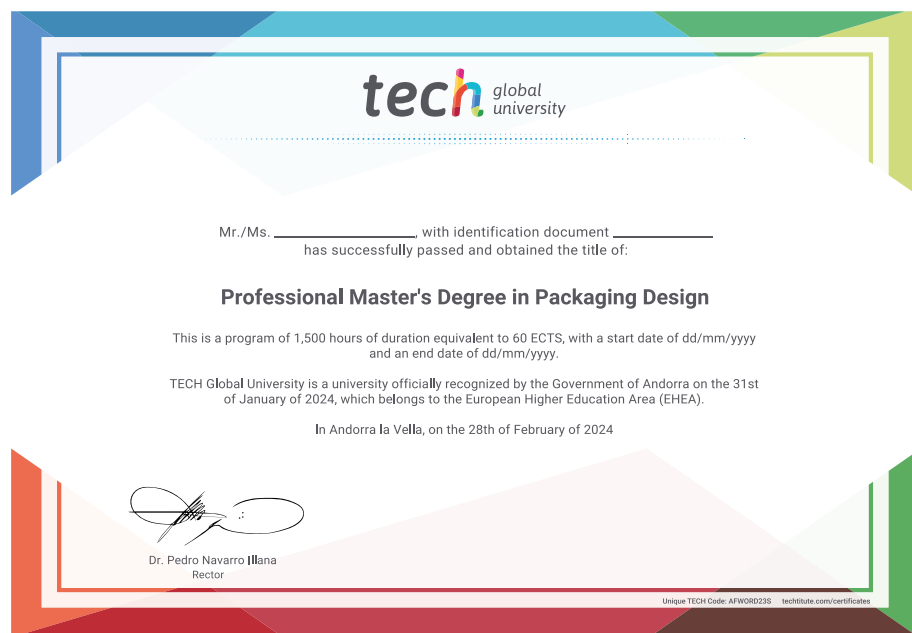 tech global
university
Mr./Ms. ____________________, with identification document ______________
has successfully passed and obtained the title of:
Professional Master's Degree in Packaging Design
This is a program of 1,500 hours of duration equivalent to 60 ECTS, with a start date of dd/mm/yyyy
and an end date of dd/mm/yyyy.
TECH Global University is a university officially recognized by the Government of Andorra on the 31st
of January of 2024, which belongs to the European Higher Education Area (EHEA).
In Andorra la Vella, on the 28th of February of 2024
Dr. Pedro Navarro Illana
Rector
Unique TECH Code: AFWORD23S techtitute.com/certificates